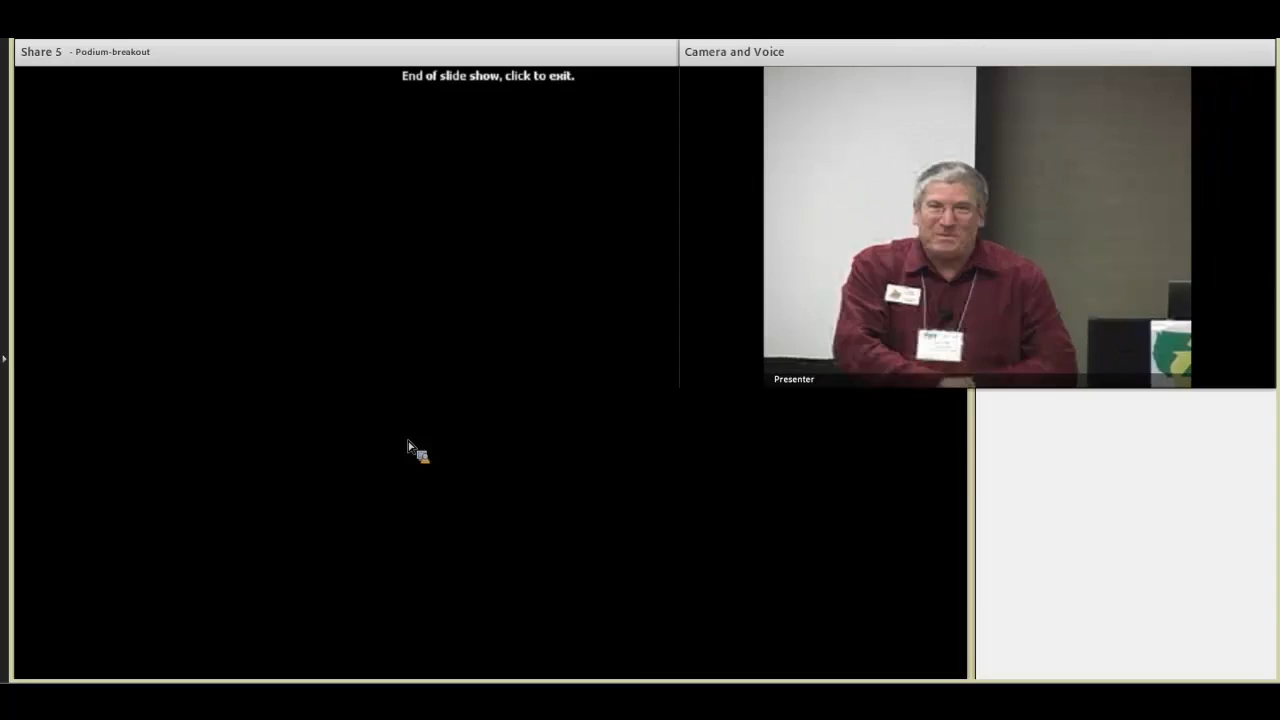 Share 5 - Podium-breakout
Camera and Voice
End of slide show, click to exit.
Presenter